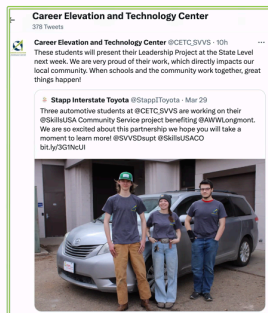 Career Elevation and Technology Center
378 Tweets
Career Elevation and Technology Center @CETC_SVVS · 10h
These students will present their Leadership Project at the State Level
next week. We are very proud of their work, which directly impacts our
local community. When schools and the community work together, great
things happen!
Stapp Interstate Toyota @StappIToyota · Mar 29
Three automotive students at @CETC_SVVS are working on their
@SkillsUSA Community Service project benefiting @AWWLongmont.
We are so excited about this partnership we hope you will take a
moment to learn more! @SVVSDsupt @SkillsUSACO
bit.ly/3G1NcUI